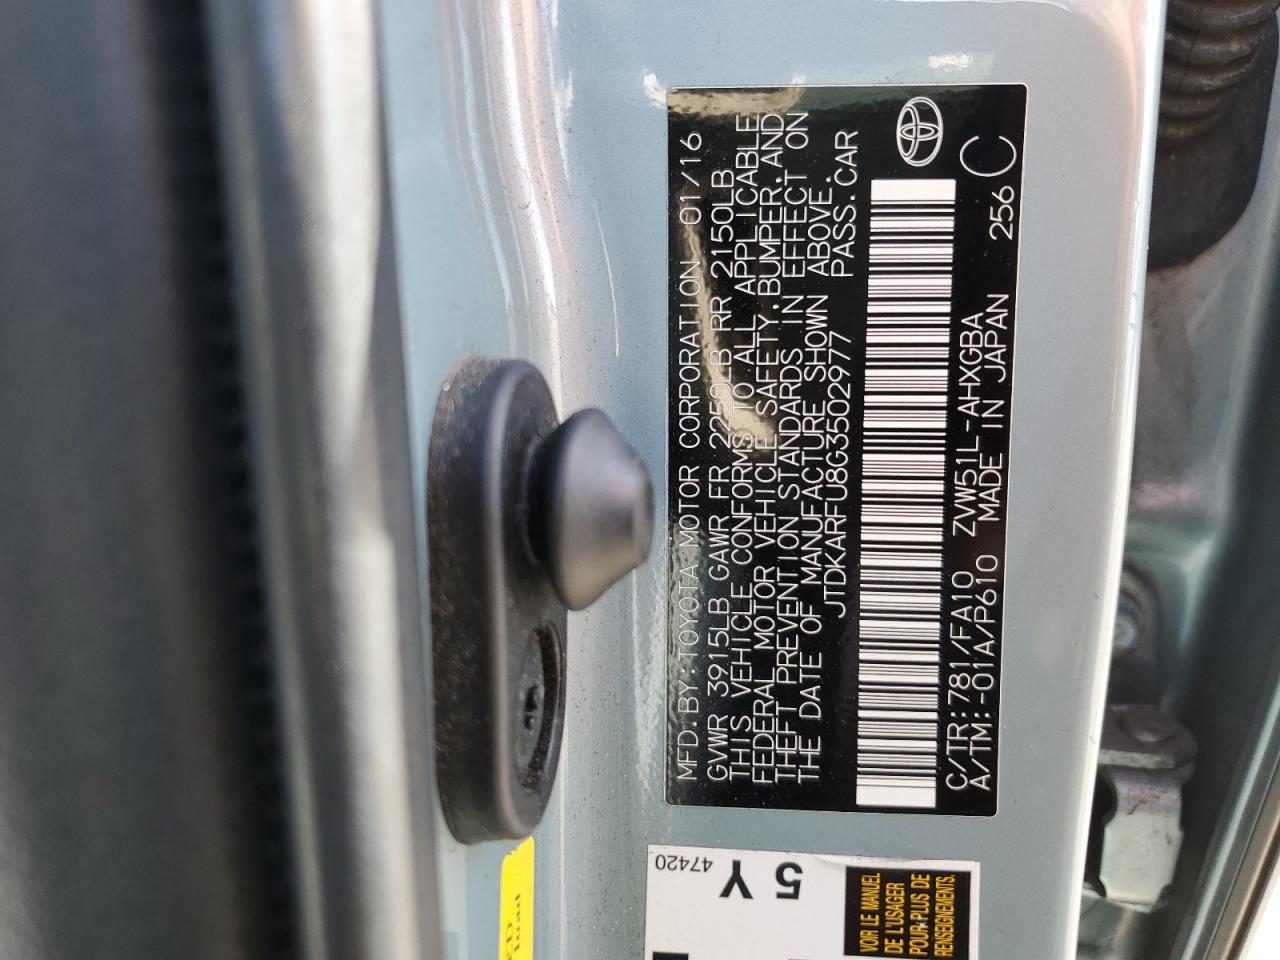 MFD.BY:TOYOTA MOTOR CORPORATION 01/16
GVWR 3915LB GAWR FR 2250LB RR 2150LB
THIS VEHICLE CONFORMS TO ALL APPLICABLE
FEDERAL MOTOR VEHICLE SAFETY,BUMPER,AND
THEFT PREVENTION STANDARDS IN EFFECT ON
THE DATE OF MANUFACTURE SHOWN ABOVE.
JTDKARFU8G3502977 PASS.CAR
C/TR:781/FA10 ZVW51L-AHXGBA 256 C
A/TM:-01A/P610 MADE IN JAPAN
47420
5 Y
VOIR LE MANUEL
DE L'USAGER
POUR PLUS DE
RENSEIGNEMENTS.